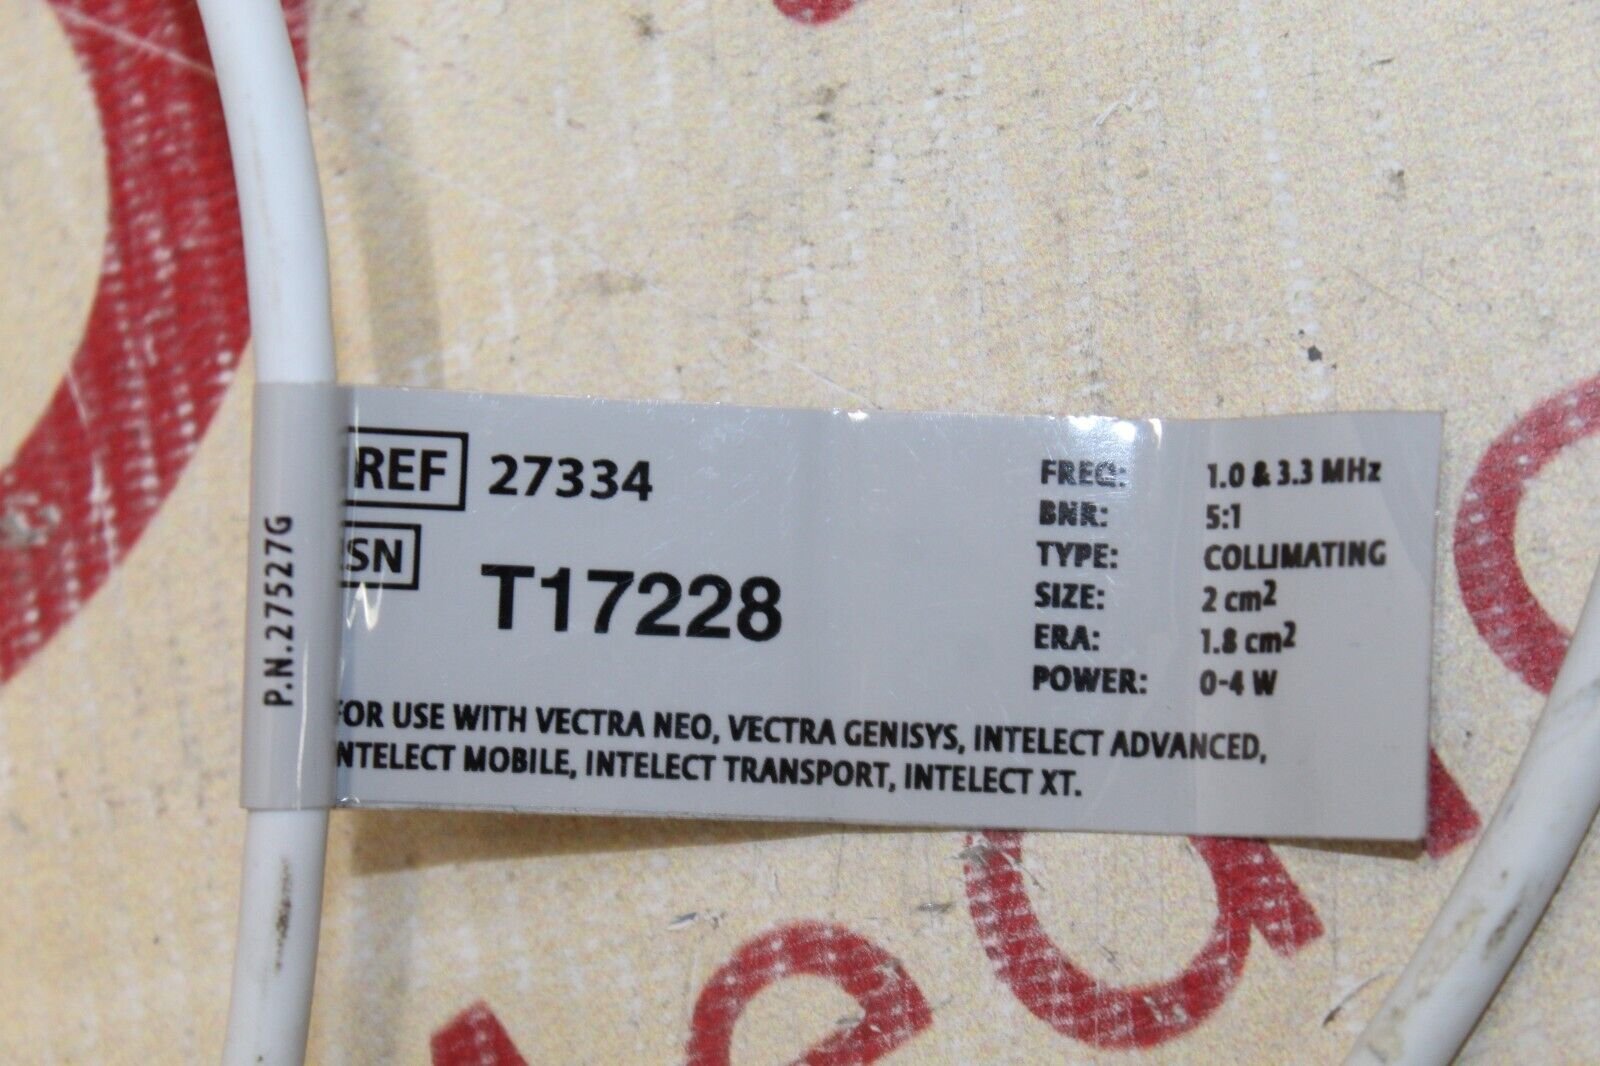 REF 27334
SN T17228
P.N.27527G
FREQ: 1.0 & 3.3 MHz
BNR: 5:1
TYPE: COLLIMATING
SIZE: 2 cm²
ERA: 1.8 cm²
POWER: 0-4 W
FOR USE WITH VECTRA NEO, VECTRA GENISYS, INTELECT ADVANCED,
INTELECT MOBILE, INTELECT TRANSPORT, INTELECT XT.